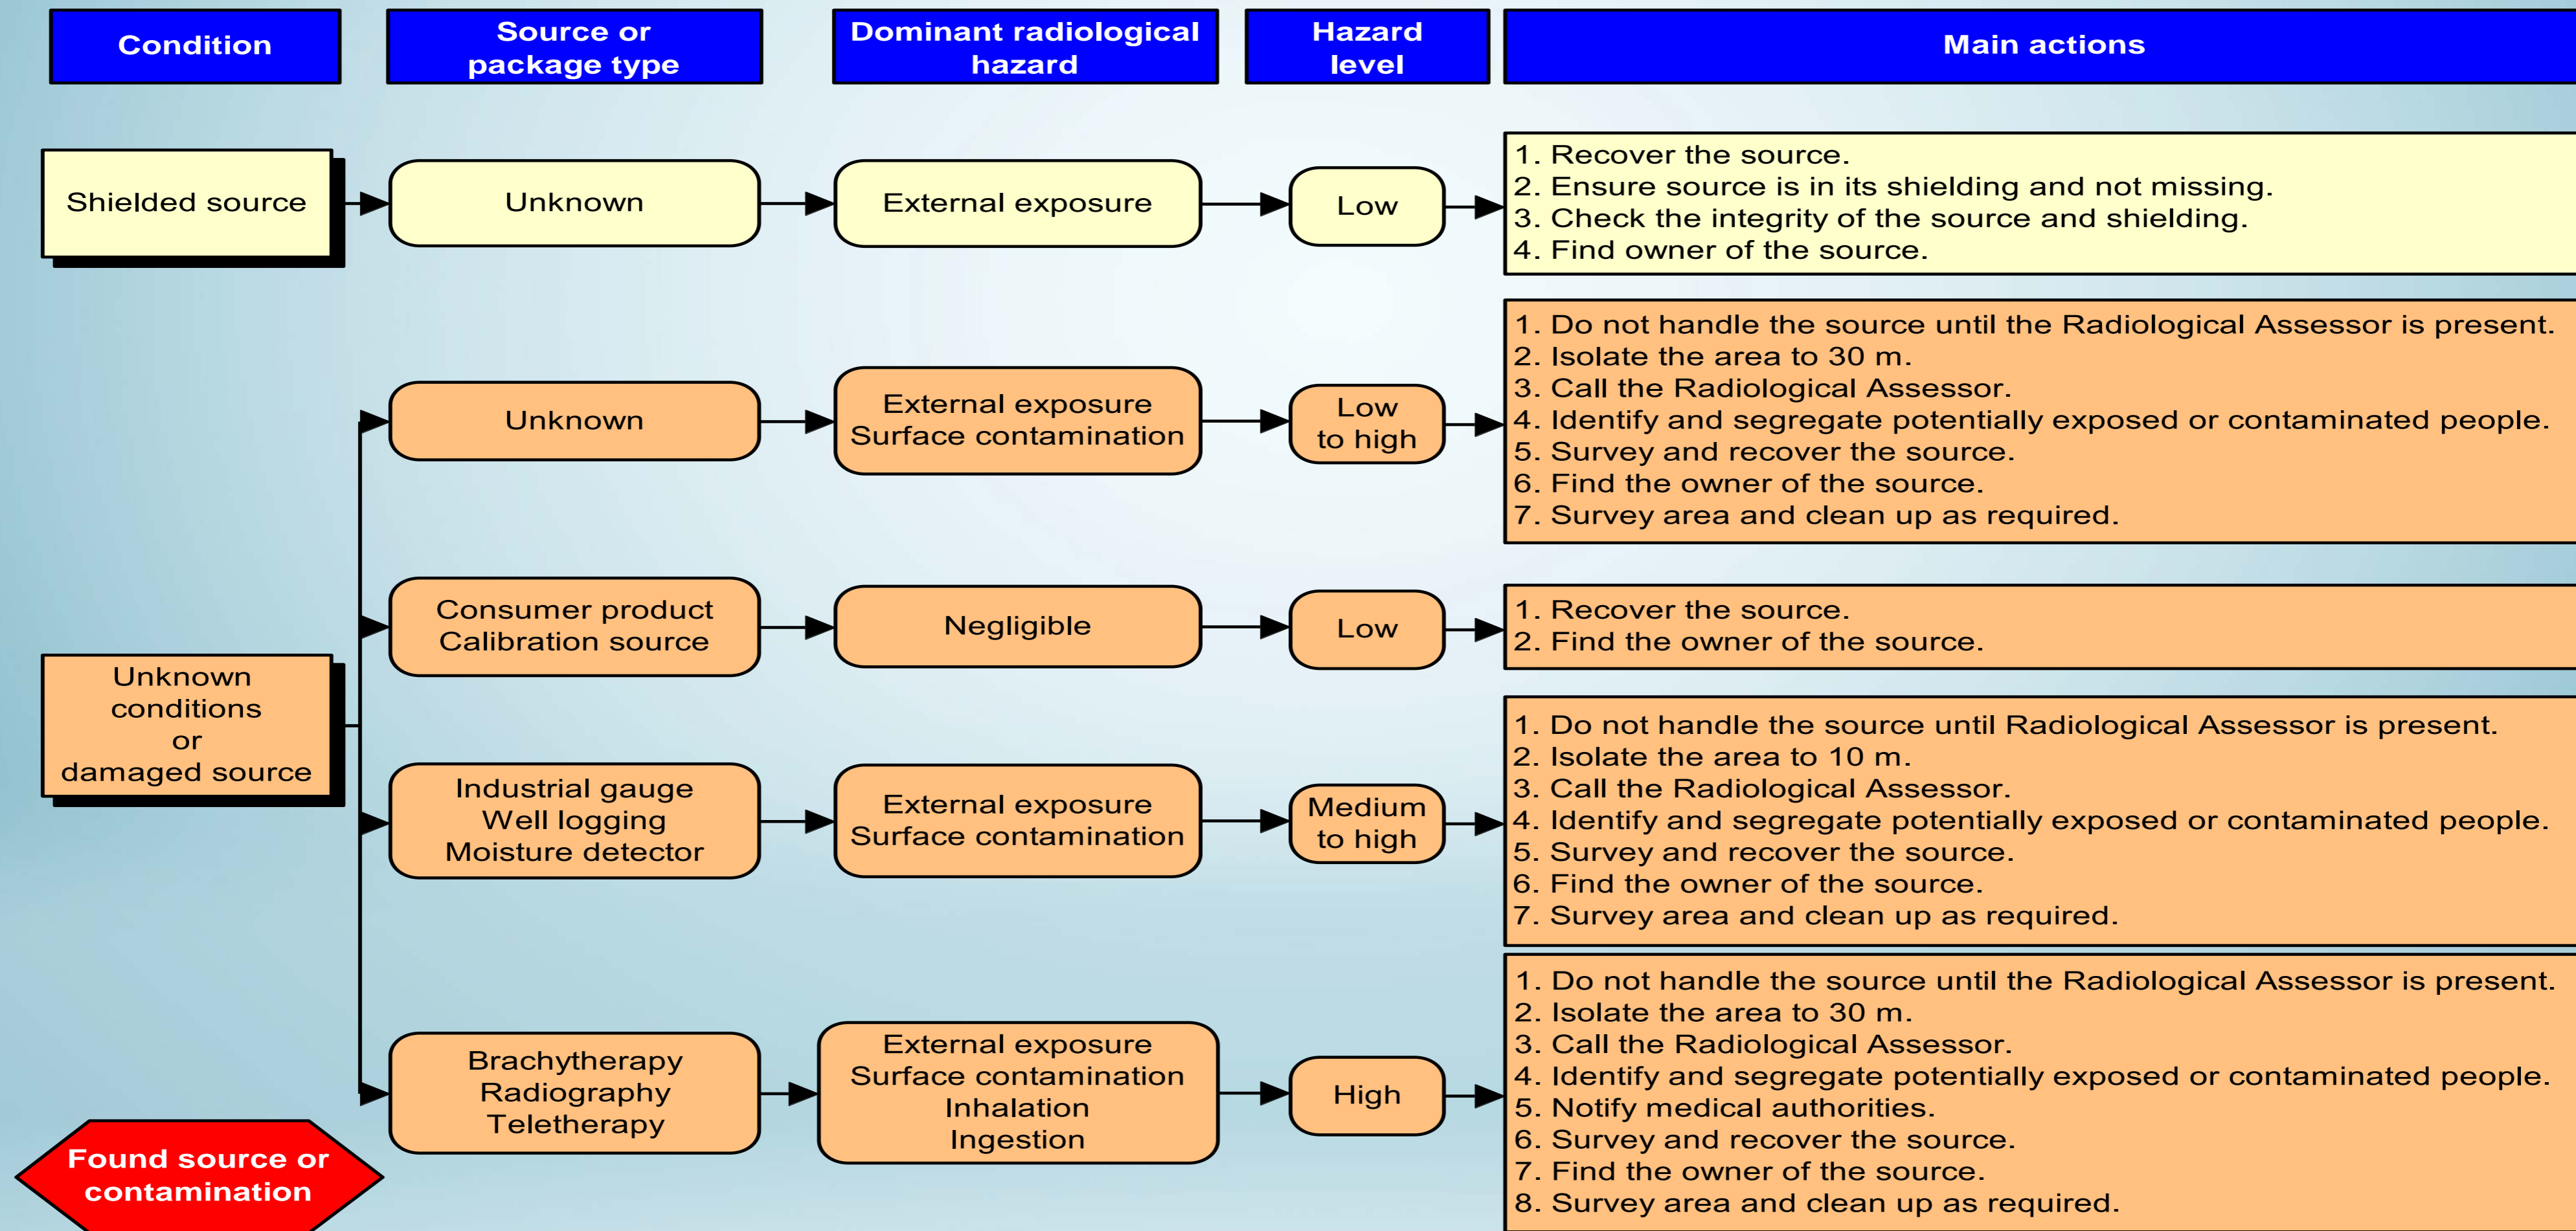 Condition
Source or
package type
Dominant radiological
hazard
Hazard
level
Main actions
Shielded source
Unknown
External exposure
Low
1. Recover the source.
2. Ensure source is in its shielding and not missing.
3. Check the integrity of the source and shielding.
4. Find owner of the source.
Unknown
conditions
or
damaged source
Unknown
External exposure
Surface contamination
Low
to high
1. Do not handle the source until the Radiological Assessor is present.
2. Isolate the area to 30 m.
3. Call the Radiological Assessor.
4. Identify and segregate potentially exposed or contaminated people.
5. Survey and recover the source.
6. Find the owner of the source.
7. Survey area and clean up as required.
Consumer product
Calibration source
Negligible
Low
1. Recover the source.
2. Find the owner of the source.
Industrial gauge
Well logging
Moisture detector
External exposure
Surface contamination
Medium
to high
1. Do not handle the source until Radiological Assessor is present.
2. Isolate the area to 10 m.
3. Call the Radiological Assessor.
4. Identify and segregate potentially exposed or contaminated people.
5. Survey and recover the source.
6. Find the owner of the source.
7. Survey area and clean up as required.
Brachytherapy
Radiography
Teletherapy
External exposure
Surface contamination
Inhalation
Ingestion
High
1. Do not handle the source until the Radiological Assessor is present.
2. Isolate the area to 30 m.
3. Call the Radiological Assessor.
4. Identify and segregate potentially exposed or contaminated people.
5. Notify medical authorities.
6. Survey and recover the source.
7. Find the owner of the source.
8. Survey area and clean up as required.
Found source or
contamination